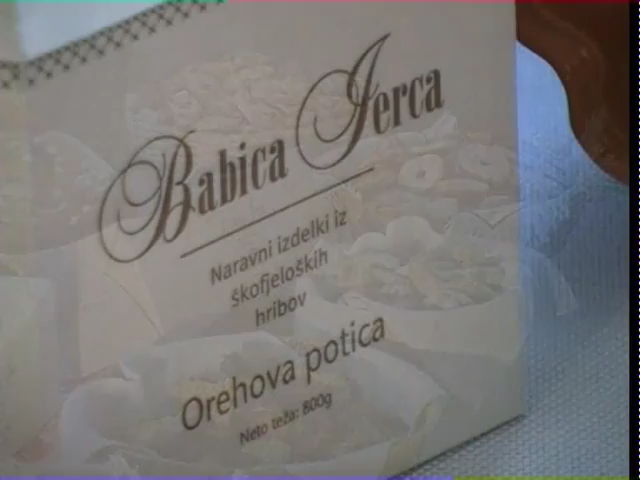 Babica Jerca
Naravni izdelki iz
škofjeloških
hribov
Orehova potica
Neto teža: 800g